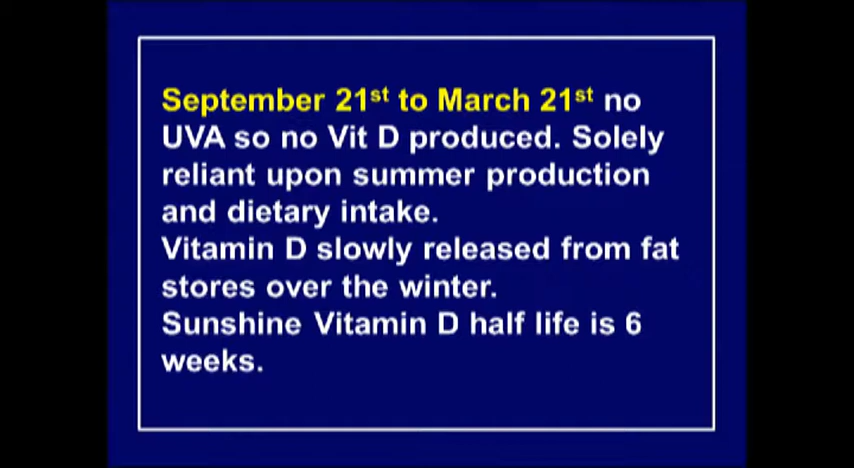 September 21st to March 21st no
UVA so no Vit D produced. Solely
reliant upon summer production
and dietary intake.
Vitamin D slowly released from fat
stores over the winter.
Sunshine Vitamin D half life is 6
weeks.